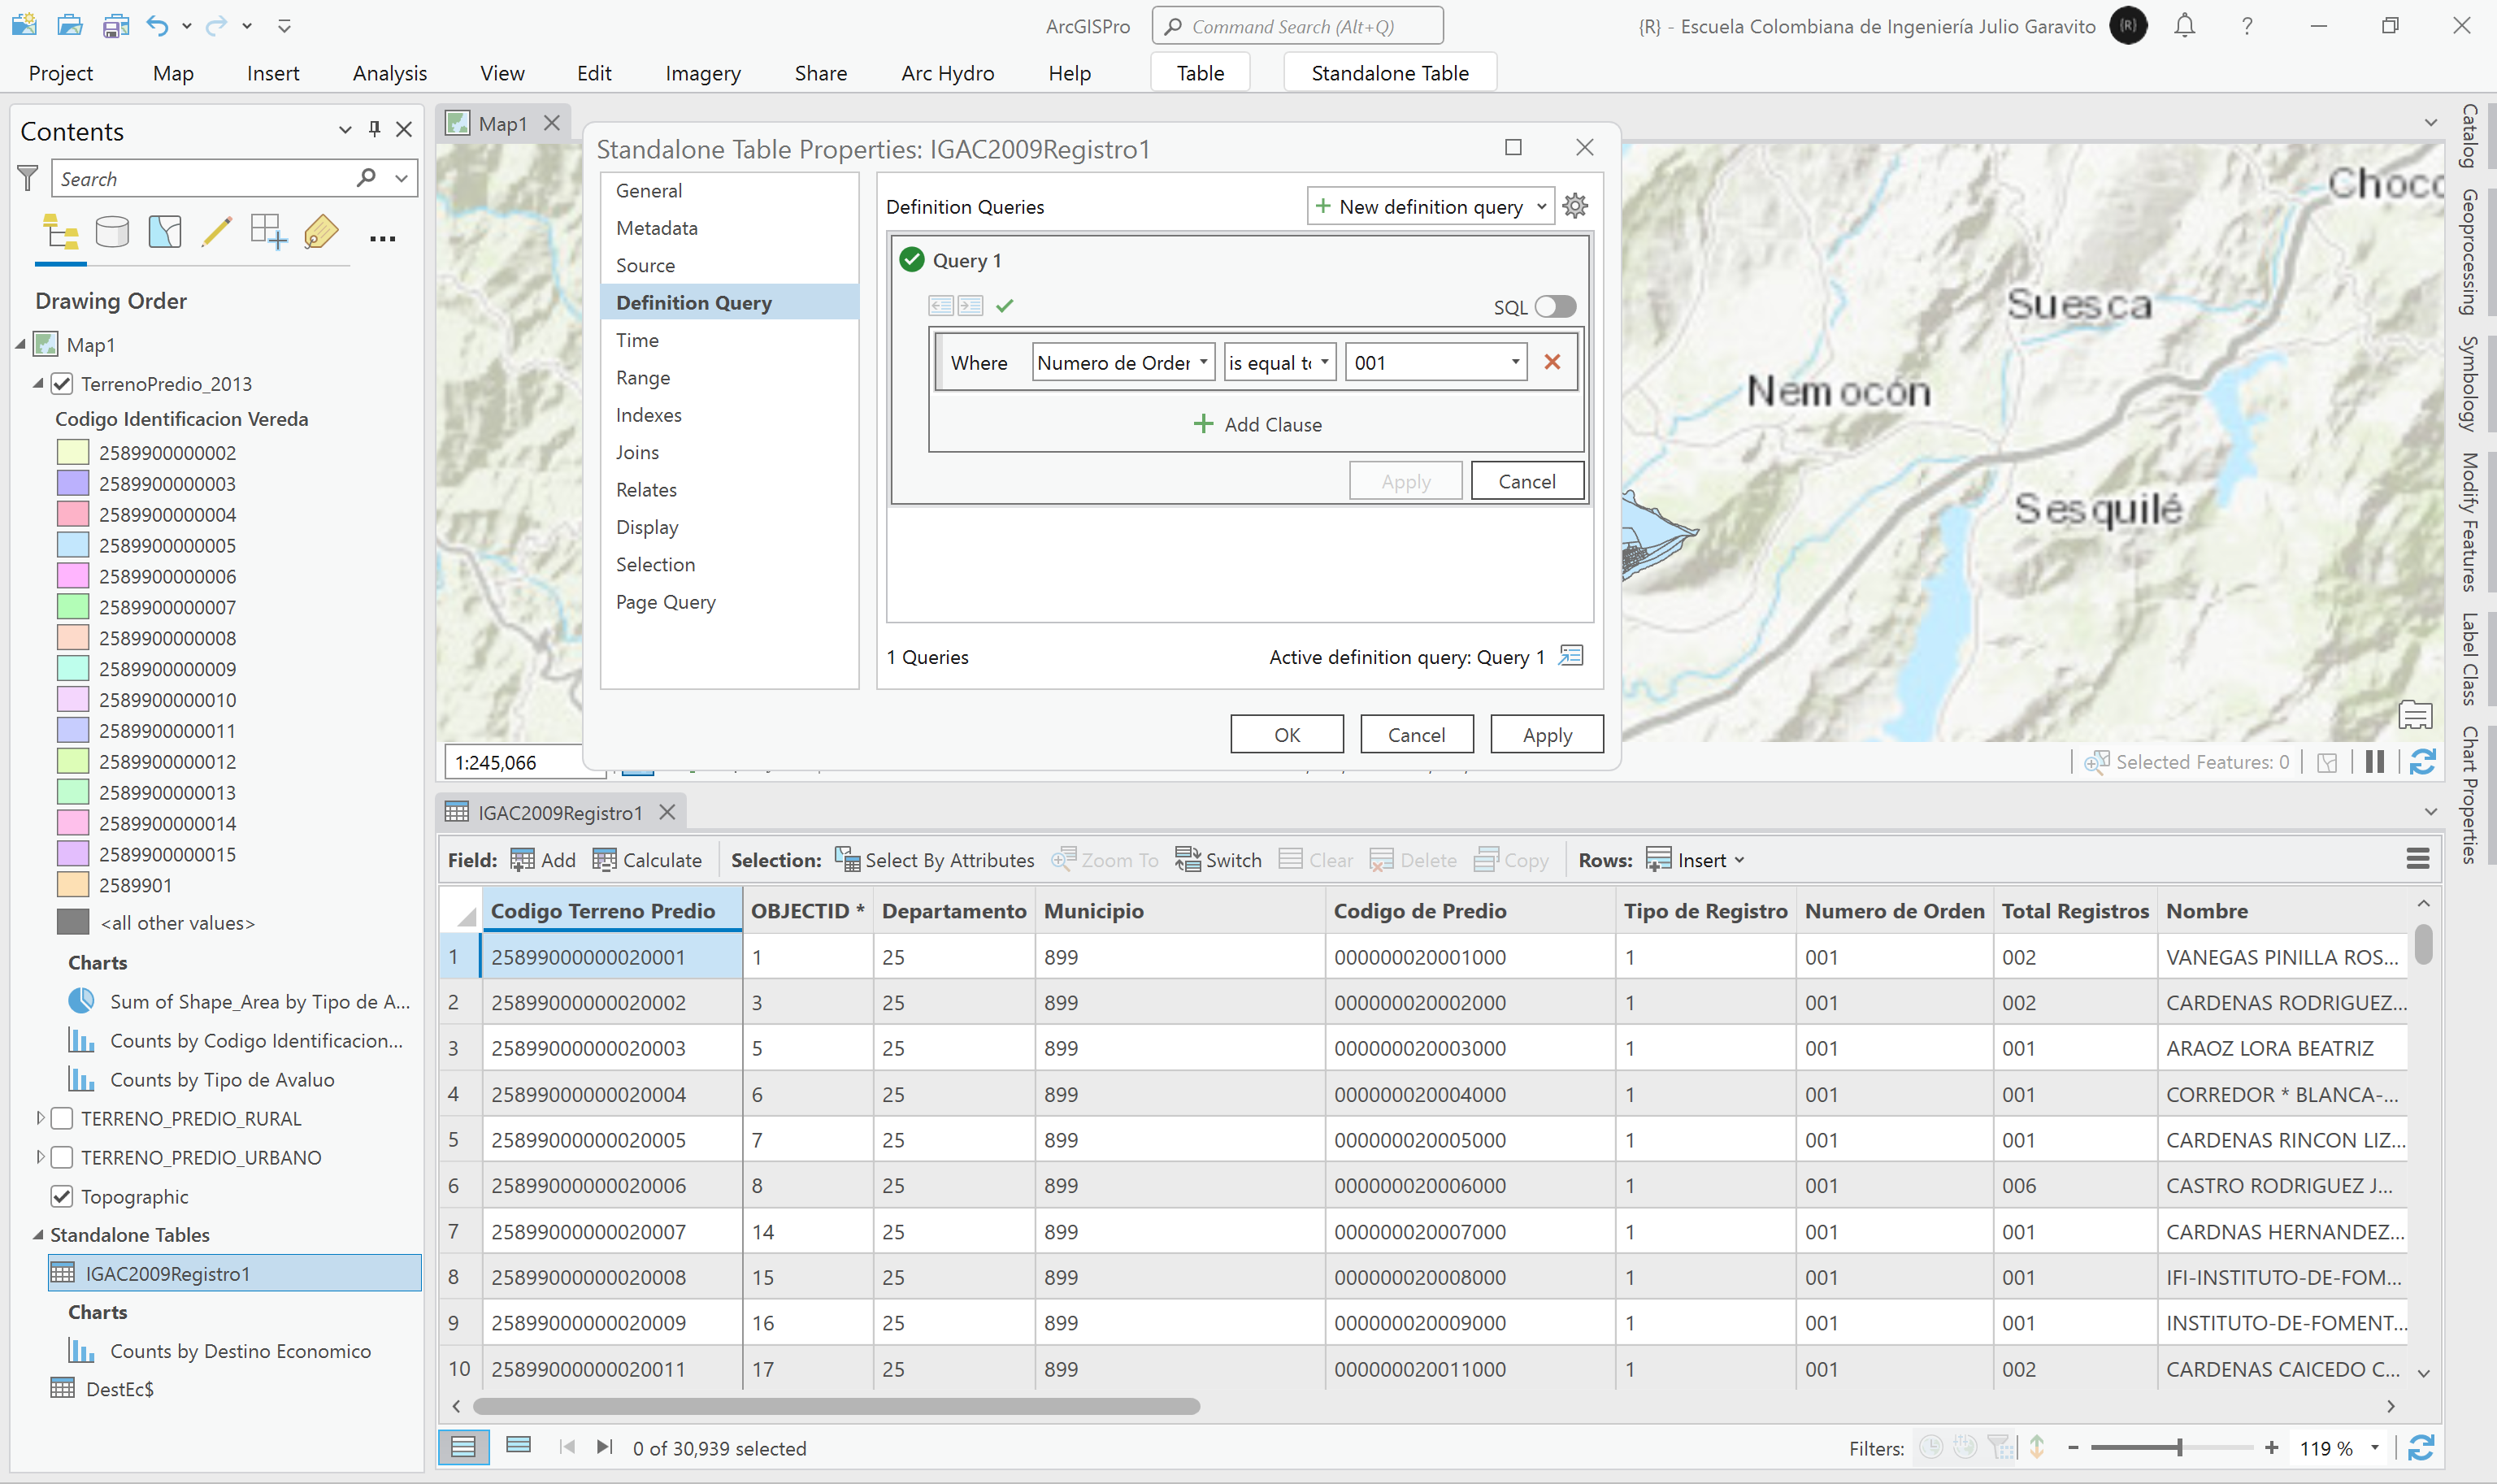 ArcGISPro
Command Search (Alt+Q)
{R} - Escuela Colombiana de Ingeniería Julio Garavito
{R}
?
Project Map Insert Analysis View Edit Imagery Share Arc Hydro Help Table Standalone Table
Contents
Search
Drawing Order
Map1
TerrenoPredio_2013
Codigo Identificacion Vereda
2589900000002
2589900000003
2589900000004
2589900000005
2589900000006
2589900000007
2589900000008
2589900000009
2589900000010
2589900000011
2589900000012
2589900000013
2589900000014
2589900000015
2589901
<all other values>
Charts
Sum of Shape_Area by Tipo de A...
Counts by Codigo Identificacion...
Counts by Tipo de Avaluo
TERRENO_PREDIO_RURAL
TERRENO_PREDIO_URBANO
Topographic
Standalone Tables
IGAC2009Registro1
Charts
Counts by Destino Economico
DestEc$
Map1
Standalone Table Properties: IGAC2009Registro1
General
Metadata
Source
Definition Query
Time
Range
Indexes
Joins
Relates
Display
Selection
Page Query
Definition Queries
New definition query
Query 1
SQL
Where Numero de Orden is equal to 001
Add Clause
Apply Cancel
1 Queries
Active definition query: Query 1
OK Cancel Apply
Suesca
Nemocón
Sesquilé
1:245,066
Selected Features: 0
Catalog
Geoprocessing
Symbology
Modify Features
Label Class
Chart Properties
IGAC2009Registro1
Field: Add Calculate Selection: Select By Attributes Zoom To Switch Clear Delete Copy Rows: Insert
Codigo Terreno Predio OBJECTID * Departamento Municipio Codigo de Predio Tipo de Registro Numero de Orden Total Registros Nombre
1 25899000000020001 1 25 899 000000020001000 1 001 002 VANEGAS PINILLA ROS...
2 25899000000020002 3 25 899 000000020002000 1 001 002 CARDENAS RODRIGUEZ...
3 25899000000020003 5 25 899 000000020003000 1 001 001 ARAOZ LORA BEATRIZ
4 25899000000020004 6 25 899 000000020004000 1 001 001 CORREDOR * BLANCA-...
5 25899000000020005 7 25 899 000000020005000 1 001 001 CARDENAS RINCON LIZ...
6 25899000000020006 8 25 899 000000020006000 1 001 006 CASTRO RODRIGUEZ J...
7 25899000000020007 14 25 899 000000020007000 1 001 001 CARDNAS HERNANDEZ...
8 25899000000020008 15 25 899 000000020008000 1 001 001 IFI-INSTITUTO-DE-FOM...
9 25899000000020009 16 25 899 000000020009000 1 001 001 INSTITUTO-DE-FOMENT...
10 25899000000020011 17 25 899 000000020011000 1 001 002 CARDENAS CAICEDO C...
0 of 30,939 selected
Filters:
119 %